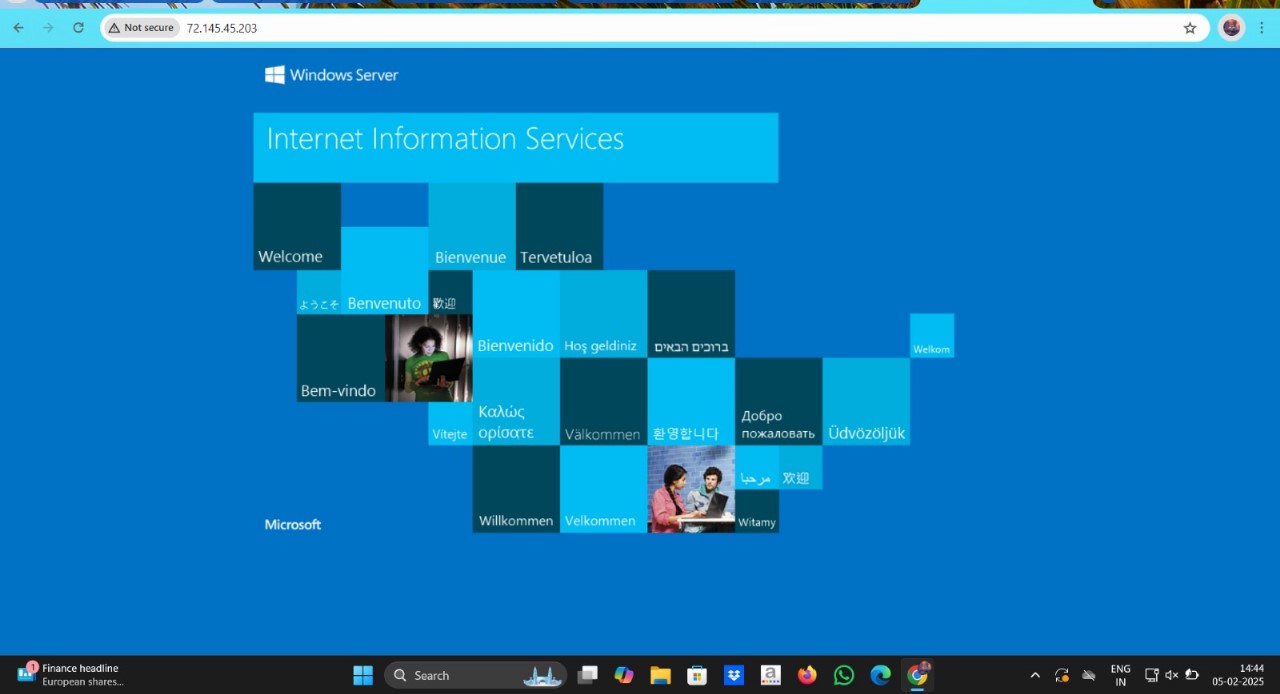 Not secure
72.145.45.203
Windows Server
Internet Information Services
Welcome
Bienvenue
Tervetuloa
ようこそ
Benvenuto
歡迎
Bienvenido
Hoş geldiniz
ברוכים הבאים
Welkom
Bem-vindo
Vítejte
Καλώς
ορίσατε
Välkommen
환영합니다
Добро
пожаловать
Üdvözöljük
Microsoft
Willkommen
Velkommen
مرحبا
欢迎
Witamy
1
Finance headline
European shares...
Search
a
ENG
IN
14:44
05-02-2025